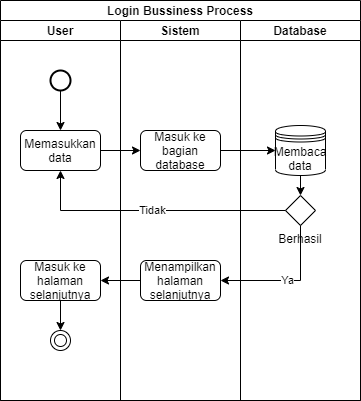 Login Bussiness Process
User
Sistem
Database
Memasukkan
data
Masuk ke
bagian
database
Membaca
data
Tidak
Berhasil
Masuk ke
halaman
selanjutnya
Menampilkan
halaman
selanjutnya
Ya